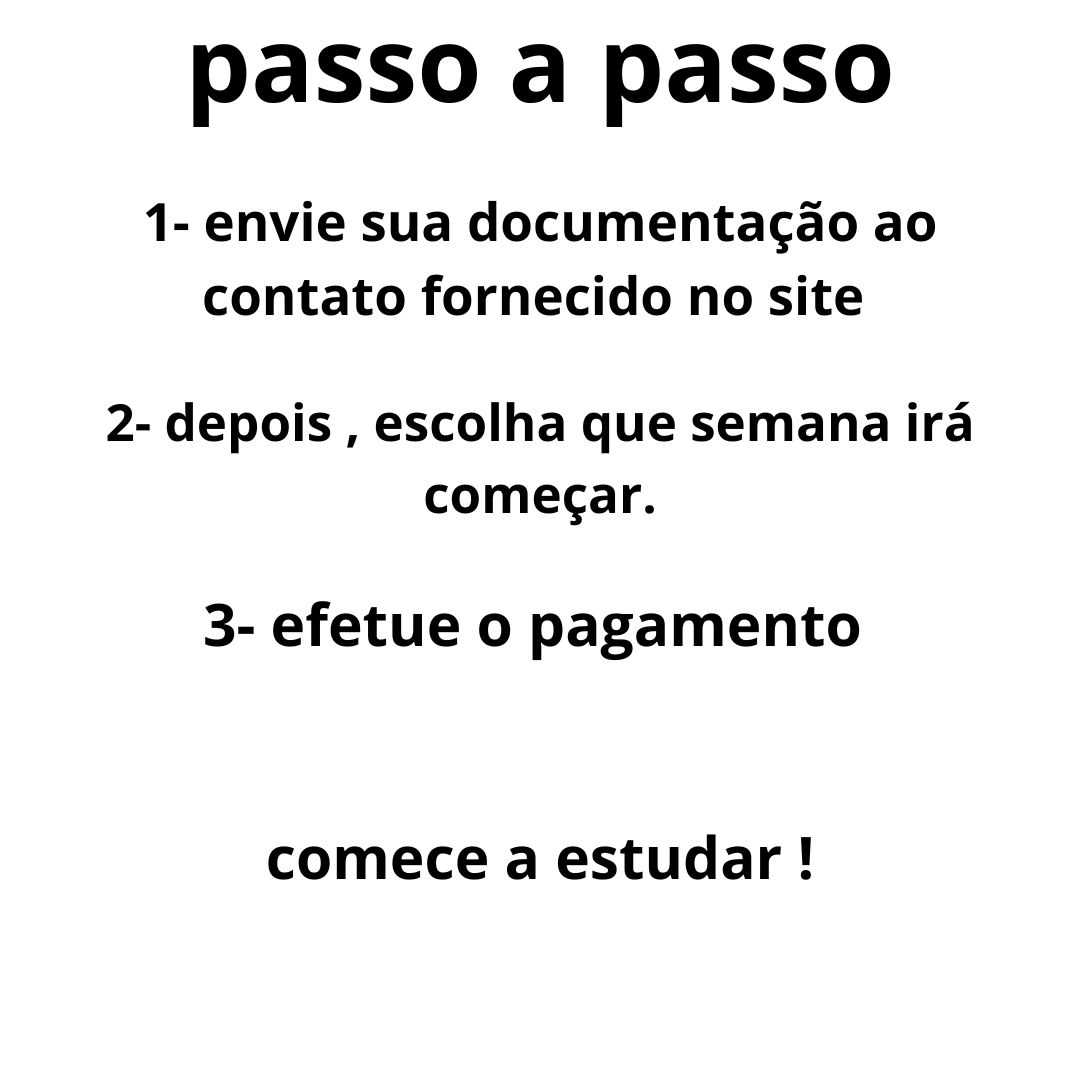 passo a passo
1- envie sua documentação ao
contato fornecido no site
2- depois , escolha que semana irá
começar.
3- efetue o pagamento
comece a estudar !